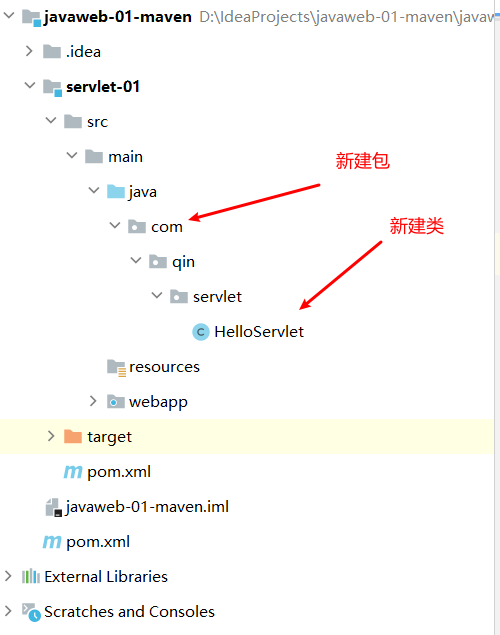 javaweb-01-maven D:\IdeaProjects\javaweb-01-maven\javaw
.idea
servlet-01
src
main
新建包
java
com
新建类
qin
servlet
HelloServlet
resources
webapp
target
pom.xml
javaweb-01-maven.iml
pom.xml
External Libraries
Scratches and Consoles